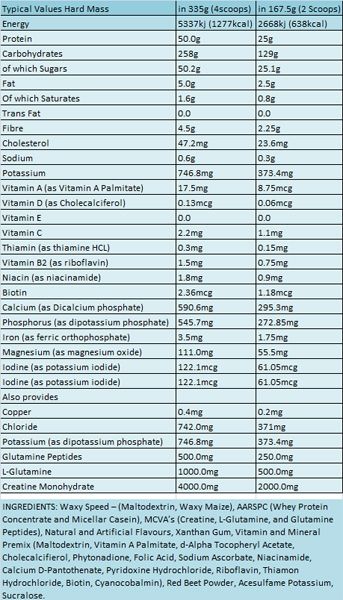 Typical Values Hard Mass in 335g (4scoops) in 167.5g (2 Scoops)
Energy 5337kj (1277kcal) 2668kj (638kcal)
Protein 50.0g 25g
Carbohydrates 258g 129g
of which Sugars 50.2g 25.1g
Fat 5.0g 2.5g
Of which Saturates 1.6g 0.8g
Trans Fat 0.0 0.0
Fibre 4.5g 2.25g
Cholesterol 47.2mg 23.6mg
Sodium 0.6g 0.3g
Potassium 746.8mg 373.4mg
Vitamin A (as Vitamin A Palmitate) 17.5mg 8.75mcg
Vitamin D (as Cholecalciferol) 0.13mcg 0.06mcg
Vitamin E 0.0 0.0
Vitamin C 2.2mg 1.1mg
Thiamin (as thiamine HCL) 0.3mg 0.15mg
Vitamin B2 (as riboflavin) 1.5mg 0.75mg
Niacin (as niacinamide) 1.8mg 0.9mg
Biotin 2.36mcg 1.18mcg
Calcium (as Dicalcium phosphate) 590.6mg 295.3mg
Phosphorus (as dipotassium phosphate) 545.7mg 272.85mg
Iron (as ferric orthophosphate) 3.5mg 1.75mg
Magnesium (as magnesium oxide) 111.0mg 55.5mg
Iodine (as potassium iodide) 122.1mcg 61.05mcg
Iodine (as potassium iodide) 122.1mcg 61.05mcg
Also provides
Copper 0.4mg 0.2mg
Chloride 742.0mg 371mg
Potassium (as dipotassium phosphate) 746.8mg 373.4mg
Glutamine Peptides 500.0mg 250.0mg
L-Glutamine 1000.0mg 500.0mg
Creatine Monohydrate 4000.0mg 2000.0mg
INGREDIENTS: Waxy Speed – (Maltodextrin, Waxy Maize), AARSPC (Whey Protein
Concentrate and Micellar Casein), MCVA's (Creatine, L-Glutamine, and Glutamine
Peptides), Natural and Artificial Flavours, Xanthan Gum, Vitamin and Mineral
Premix (Maltodextrin, Vitamin A Palmitate, d-Alpha Tocopheryl Acetate,
Cholecalcifierol, Phytonadione, Folic Acid, Sodium Ascorbate, Niacinamide,
Calcium D-Pantothenate, Pyridoxine Hydrochloride, Riboflavin, Thiamon
Hydrochloride, Biotin, Cyanocobalmin), Red Beet Powder, Acesulfame Potassium,
Sucralose.